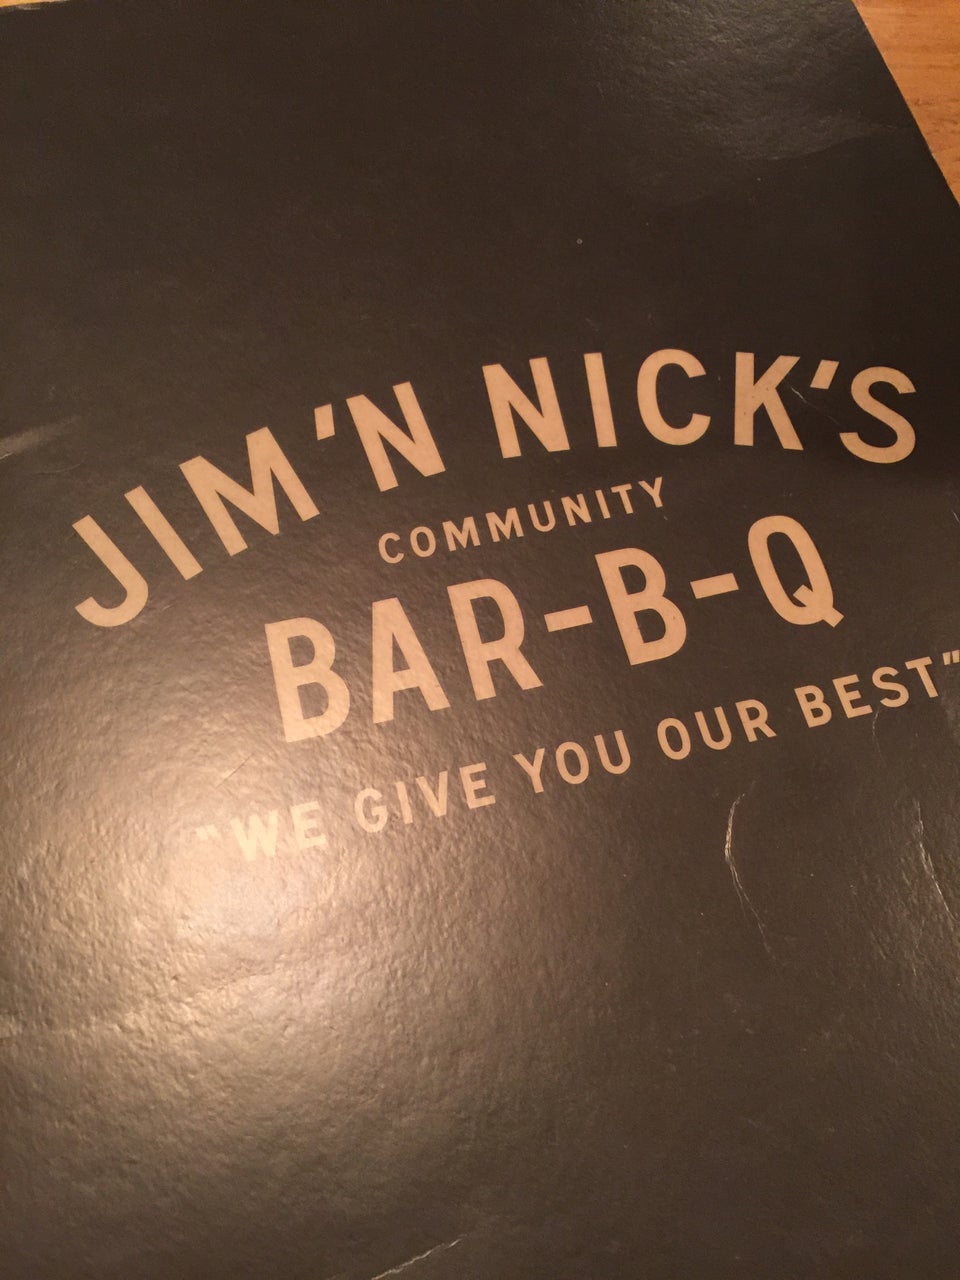 JIM'N NICK'S
COMMUNITY
BAR-B-Q
"WE GIVE YOU OUR BEST"